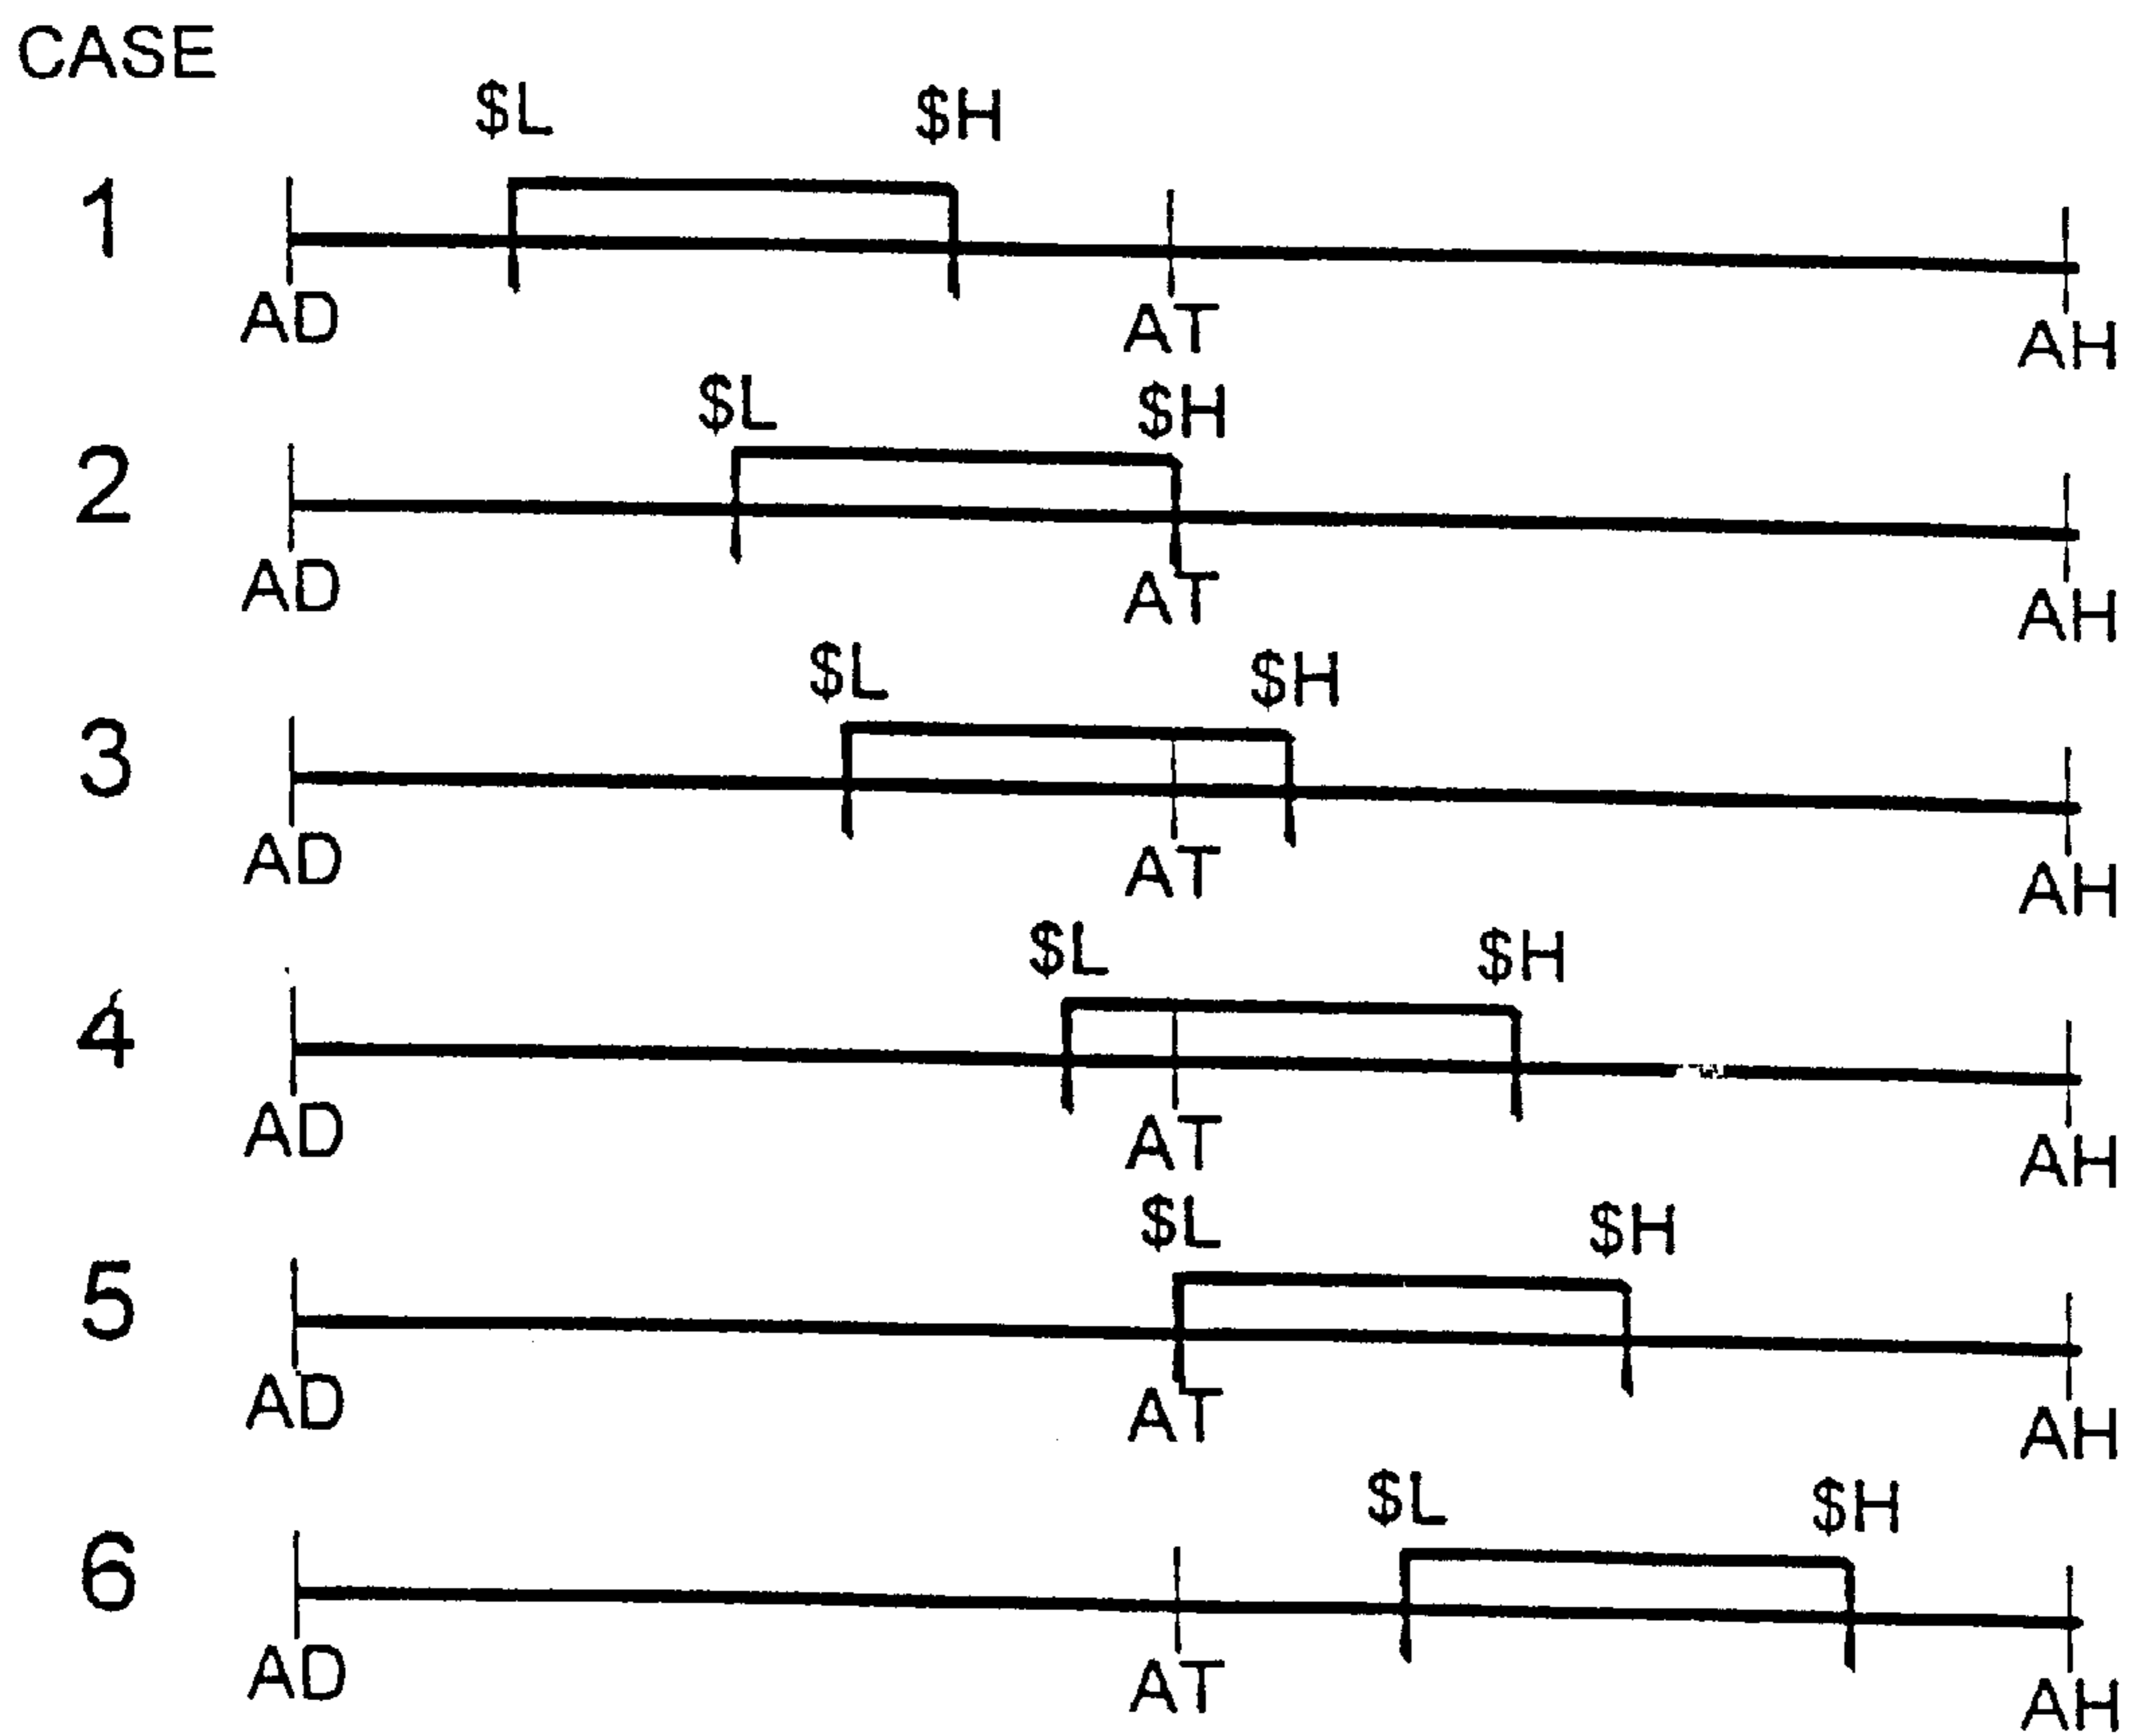 CASE
$L $H
1
AD AT AH
$L $H
2
AD AT AH
$L $H
3
AD AT AH
$L $H
4
AD AT AH
$L $H
5
AD AT AH
$L $H
6
AD AT AH